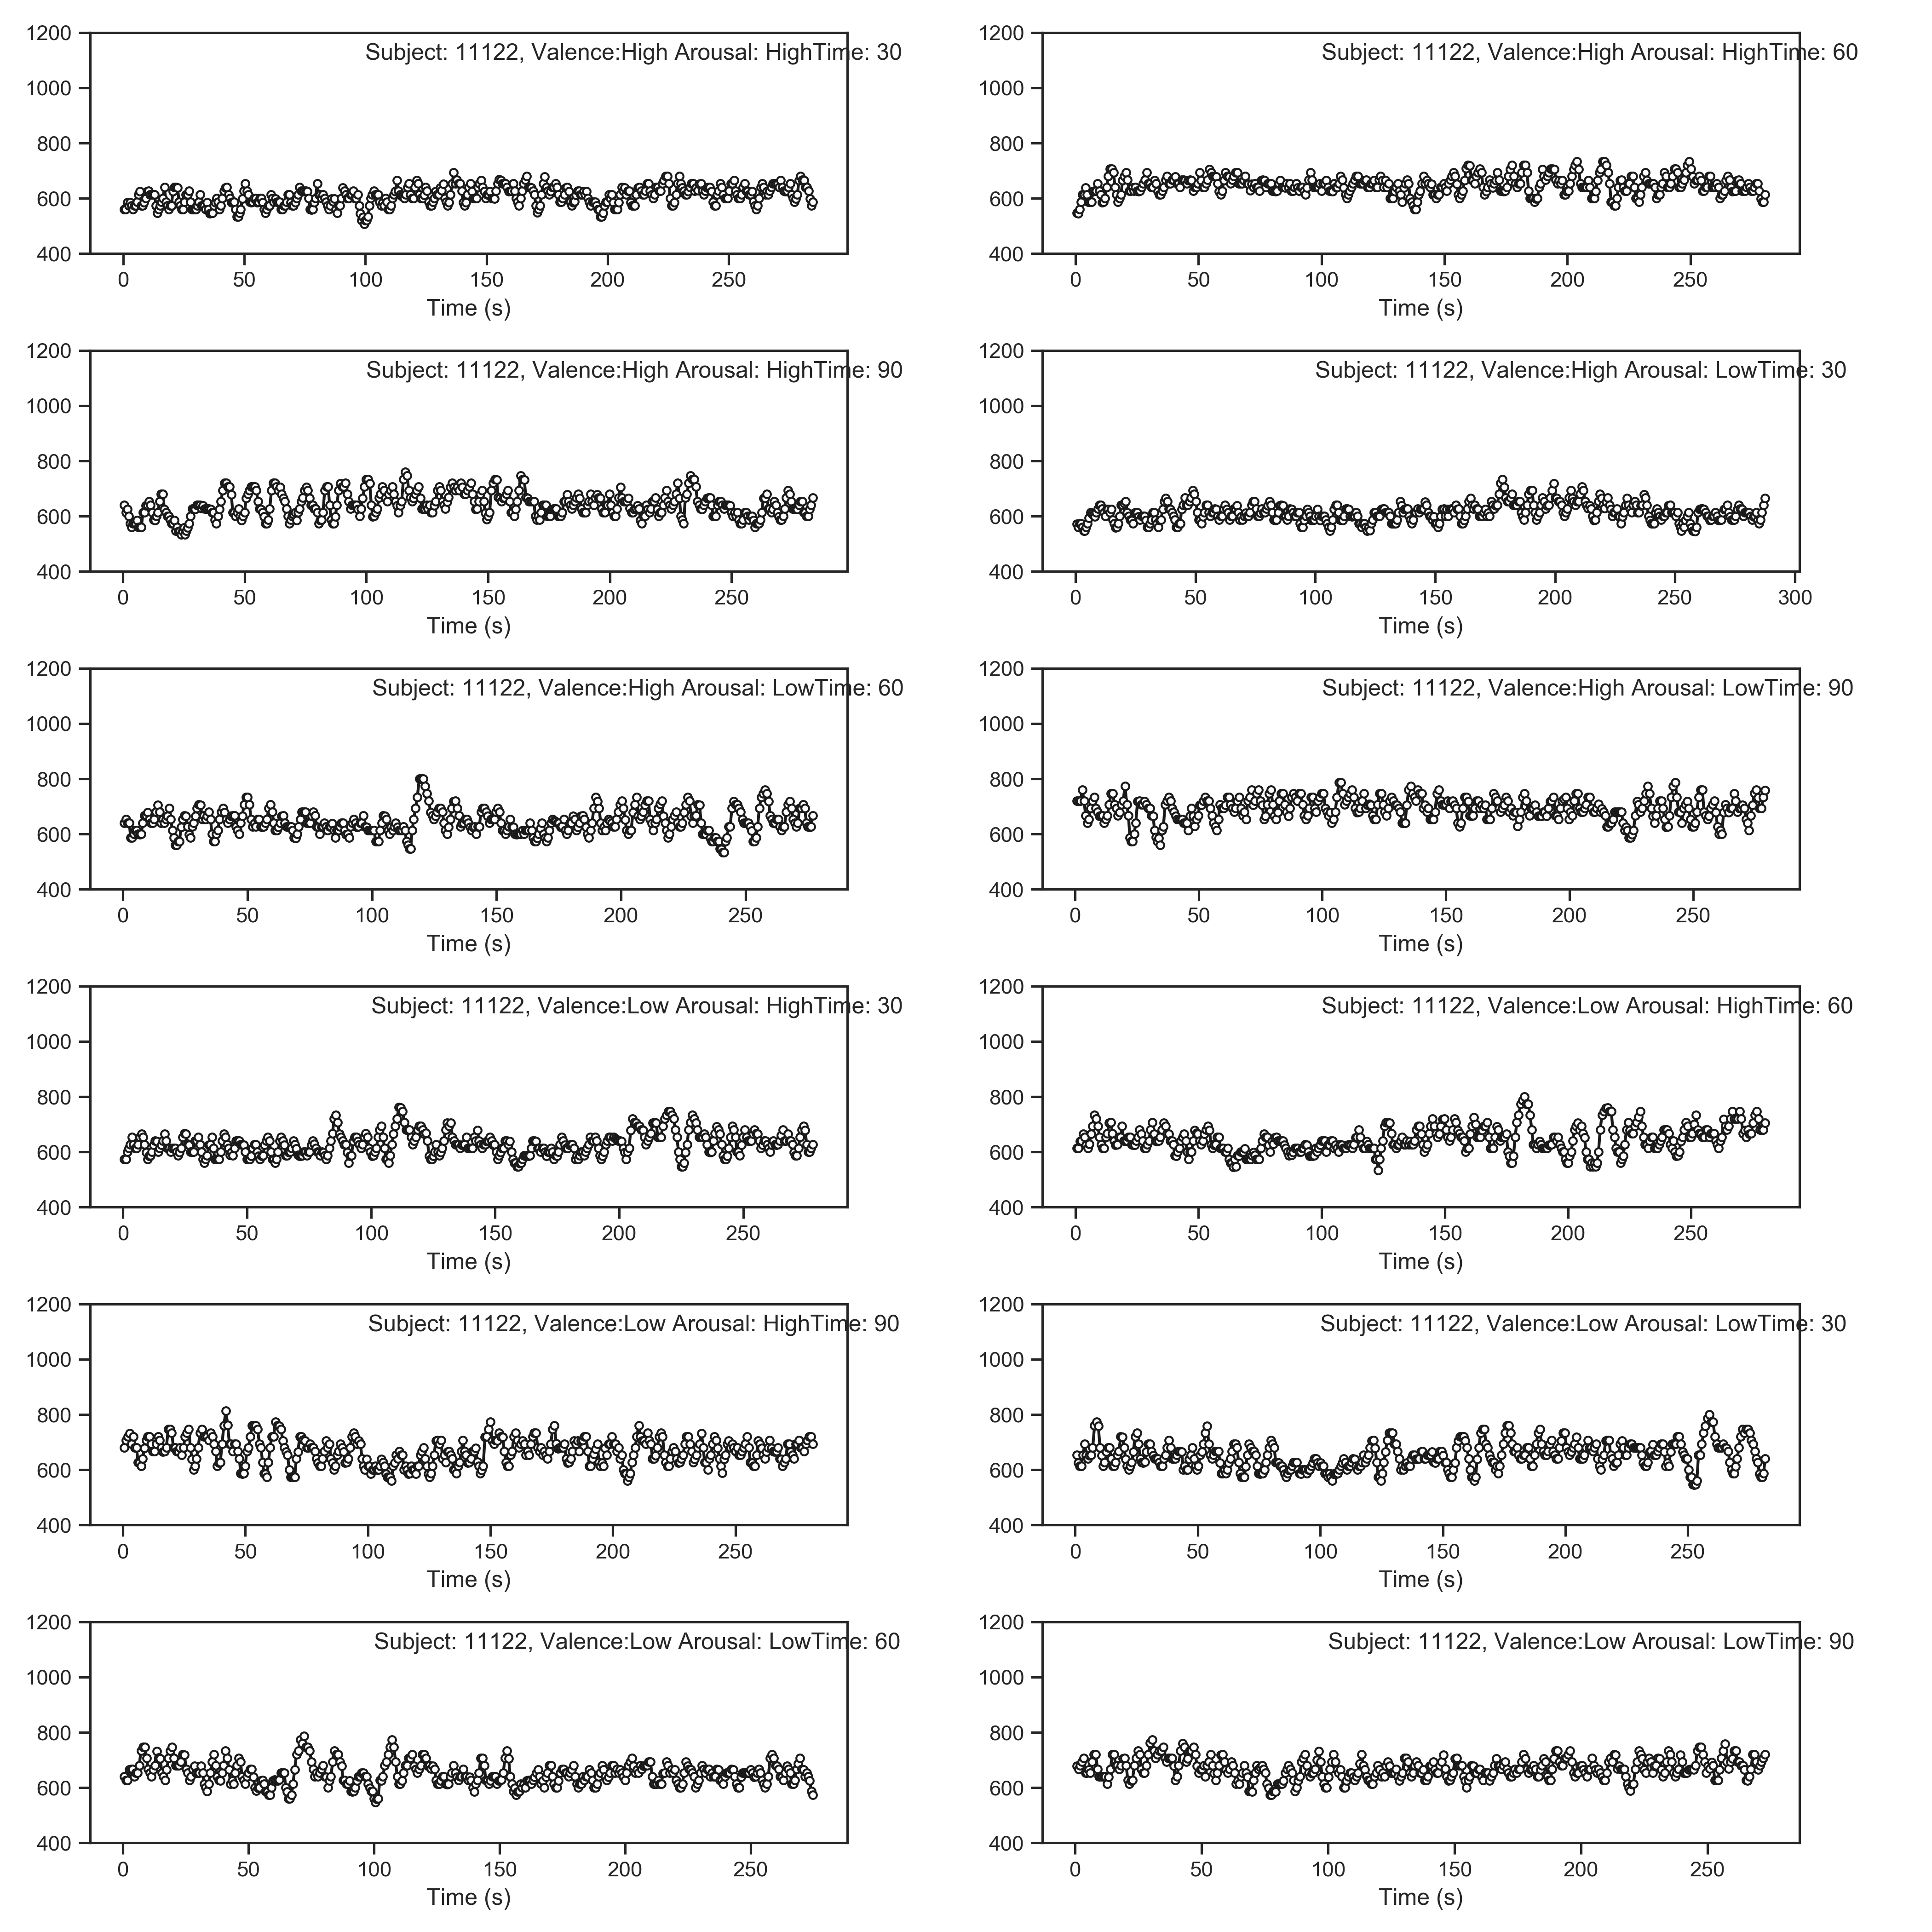 1200
Subject: 11122, Valence:High Arousal: HighTime: 30
1000
800
600
400
0 50 100 150 200 250
Time (s)
1200
Subject: 11122, Valence:High Arousal: HighTime: 60
1000
800
600
400
0 50 100 150 200 250
Time (s)
1200
Subject: 11122, Valence:High Arousal: HighTime: 90
1000
800
600
400
0 50 100 150 200 250
Time (s)
1200
Subject: 11122, Valence:High Arousal: LowTime: 30
1000
800
600
400
0 50 100 150 200 250 300
Time (s)
1200
Subject: 11122, Valence:High Arousal: LowTime: 60
1000
800
600
400
0 50 100 150 200 250
Time (s)
1200
Subject: 11122, Valence:High Arousal: LowTime: 90
1000
800
600
400
0 50 100 150 200 250
Time (s)
1200
Subject: 11122, Valence:Low Arousal: HighTime: 30
1000
800
600
400
0 50 100 150 200 250
Time (s)
1200
Subject: 11122, Valence:Low Arousal: HighTime: 60
1000
800
600
400
0 50 100 150 200 250
Time (s)
1200
Subject: 11122, Valence:Low Arousal: HighTime: 90
1000
800
600
400
0 50 100 150 200 250
Time (s)
1200
Subject: 11122, Valence:Low Arousal: LowTime: 30
1000
800
600
400
0 50 100 150 200 250
Time (s)
1200
Subject: 11122, Valence:Low Arousal: LowTime: 60
1000
800
600
400
0 50 100 150 200 250
Time (s)
1200
Subject: 11122, Valence:Low Arousal: LowTime: 90
1000
800
600
400
0 50 100 150 200 250
Time (s)